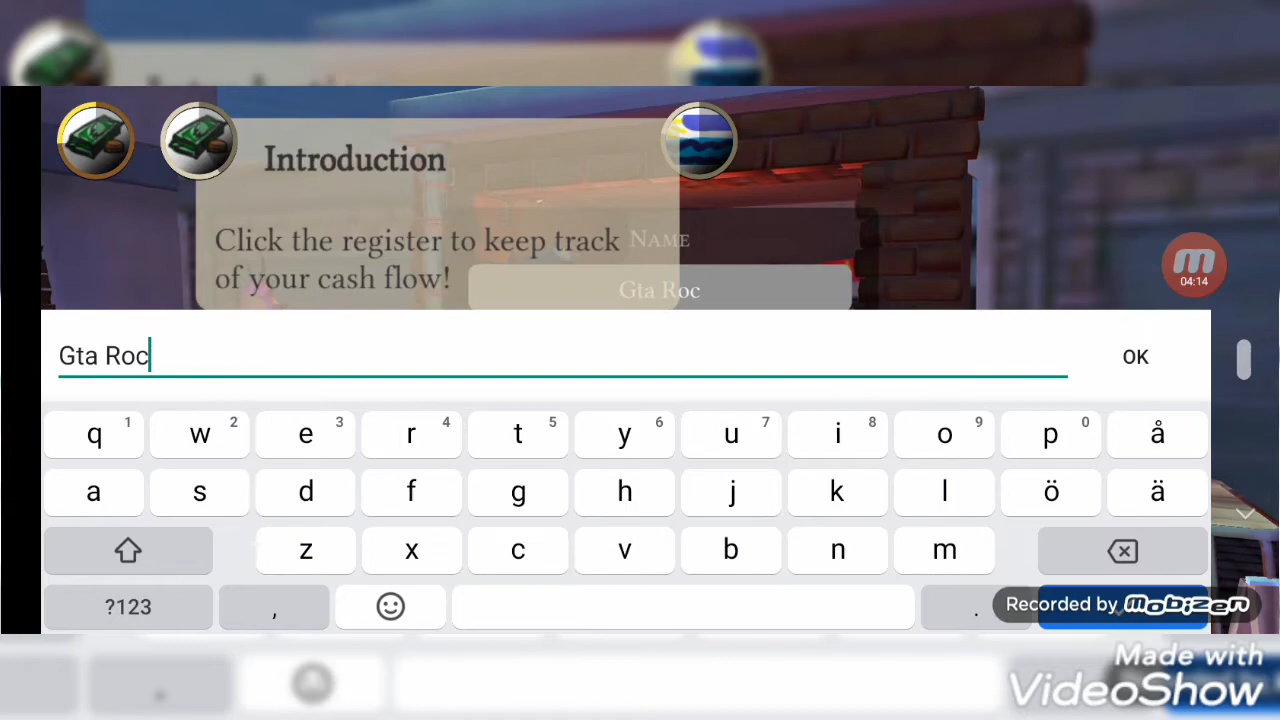 Introduction
Click the register to keep track
of your cash flow!
NAME
Gta Roc
04:14
Gta Roc
OK
q 1 w 2 e 3 r 4 t 5 y 6 u 7 i 8 o 9 p 0 å
a s d f g h j k l ö ä
z x c v b n m
?123 , .
Recorded by mobizen
Made with
VideoShow